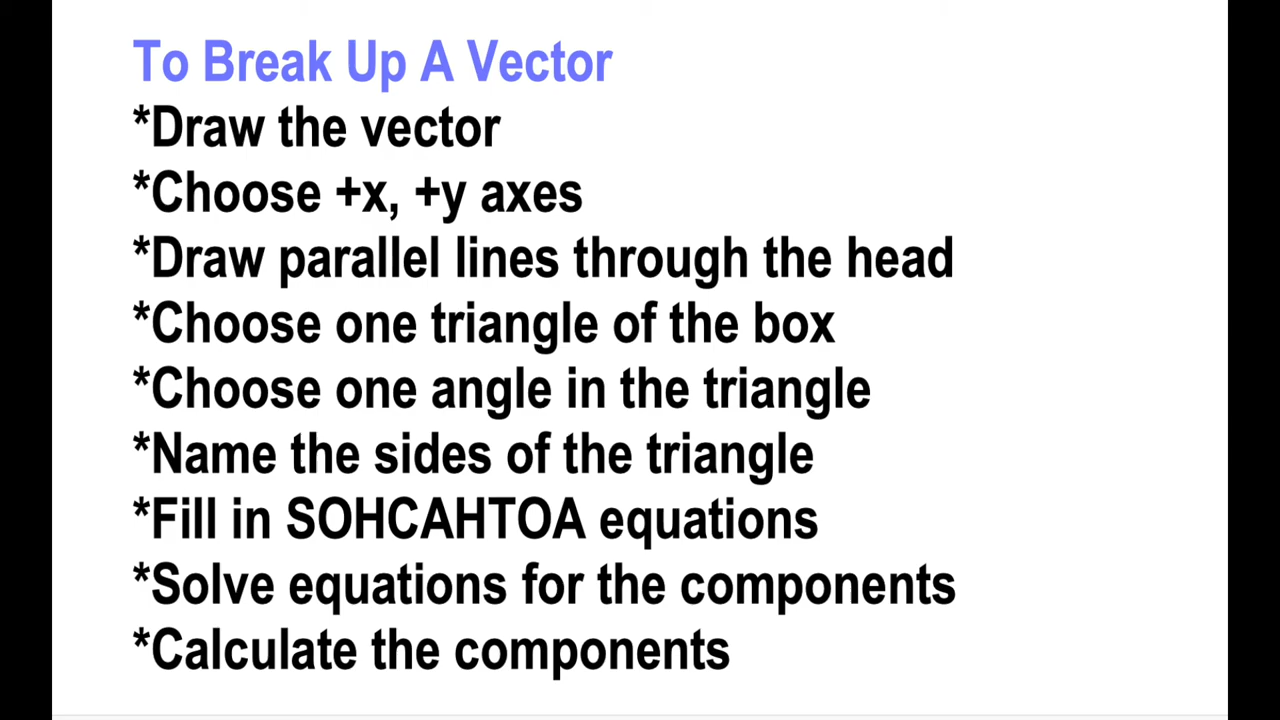 To Break Up A Vector
*Draw the vector
*Choose +x, +y axes
*Draw parallel lines through the head
*Choose one triangle of the box
*Choose one angle in the triangle
*Name the sides of the triangle
*Fill in SOHCAHTOA equations
*Solve equations for the components
*Calculate the components